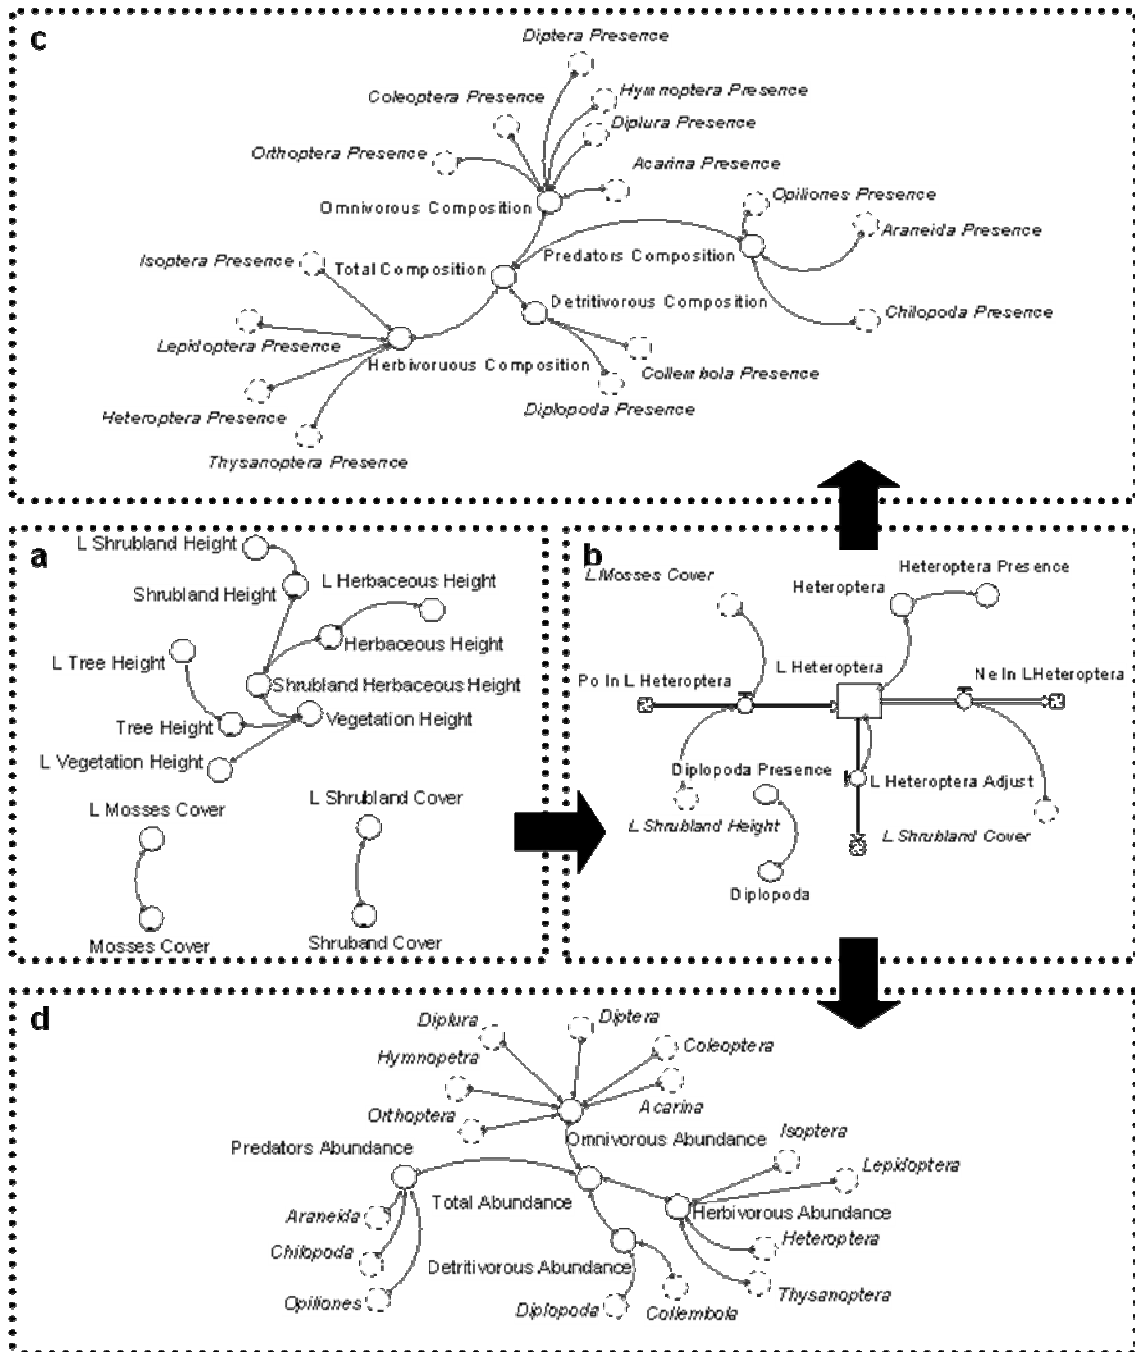 c
Diptera Presence
Hymnoptera Presence
Coleoptera Presence
Diplura Presence
Orthoptera Presence
Acarina Presence
Opiliones Presence
Omnivorous Composition
Araneida Presence
Isoptera Presence
Total Composition
Predators Composition
Detritivorous Composition
Chilopoda Presence
Lepidoptera Presence
Herbivoruous Composition
Collembola Presence
Diplopoda Presence
Heteroptera Presence
Thysanoptera Presence
a
L Shrubland Height
Shrubland Height
L Herbaceous Height
Herbaceous Height
L Tree Height
Shrubland Herbaceous Height
Tree Height
Vegetation Height
L Vegetation Height
L Mosses Cover
L Shrubland Cover
Mosses Cover
Shruband Cover
b
L Mosses Cover
Heteroptera Presence
Heteroptera
L Heteroptera
Po In L Heteroptera
Ne In LHeteroptera
Diplopoda Presence
L Heteroptera Adjust
L Shrubland Height
L Shrubland Cover
Diplopoda
d
Diplura
Diptera
Hymnopetra
Coleoptera
Orthoptera
Acarina
Predators Abundance
Omnivorous Abundance
Isoptera
Lepidoptera
Total Abundance
Araneida
Herbivorous Abundance
Chilopoda
Heteroptera
Detritivorous Abundance
Opiliones
Diplopoda
Collembola
Thysanoptera